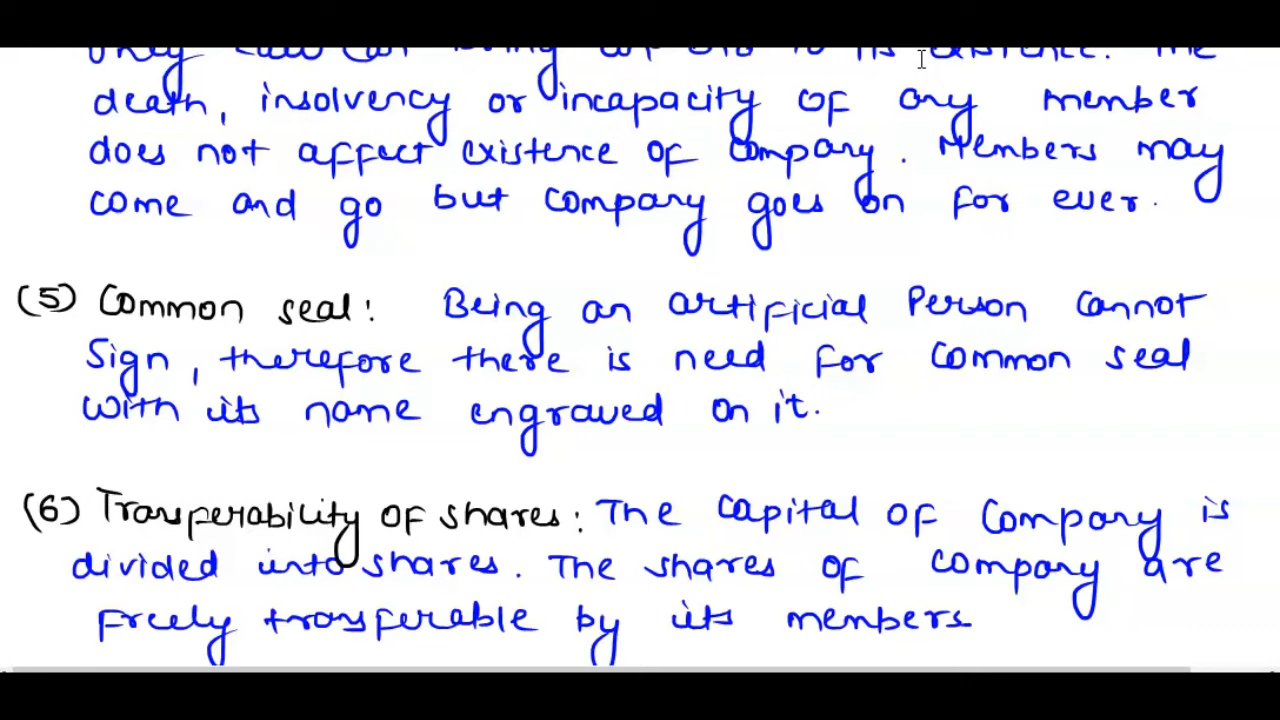 death, insolvency or incapacity of any member
does not affect existence of company. Members may
come and go but company goes on for ever.
(5) Common seal: Being an artificial Person cannot
Sign, therefore there is need for common seal
with its name engraved on it.
(6) Transferability of shares: The capital of company is
divided into shares. The shares of company are
freely transferable by its members